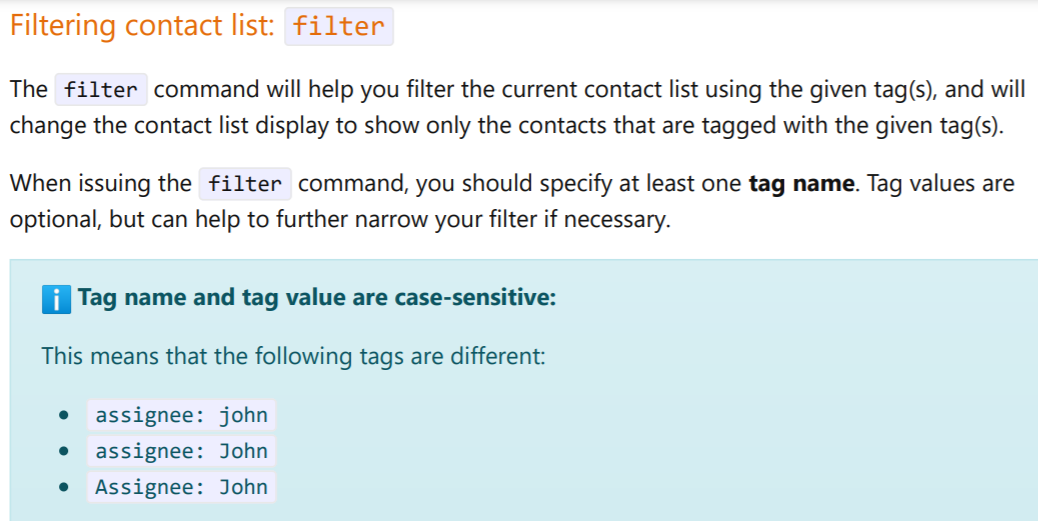 Filtering contact list: filter
The filter command will help you filter the current contact list using the given tag(s), and will
change the contact list display to show only the contacts that are tagged with the given tag(s).
When issuing the filter command, you should specify at least one tag name. Tag values are
optional, but can help to further narrow your filter if necessary.
ℹ️ Tag name and tag value are case-sensitive:
This means that the following tags are different:
• assignee: john
• assignee: John
• Assignee: John